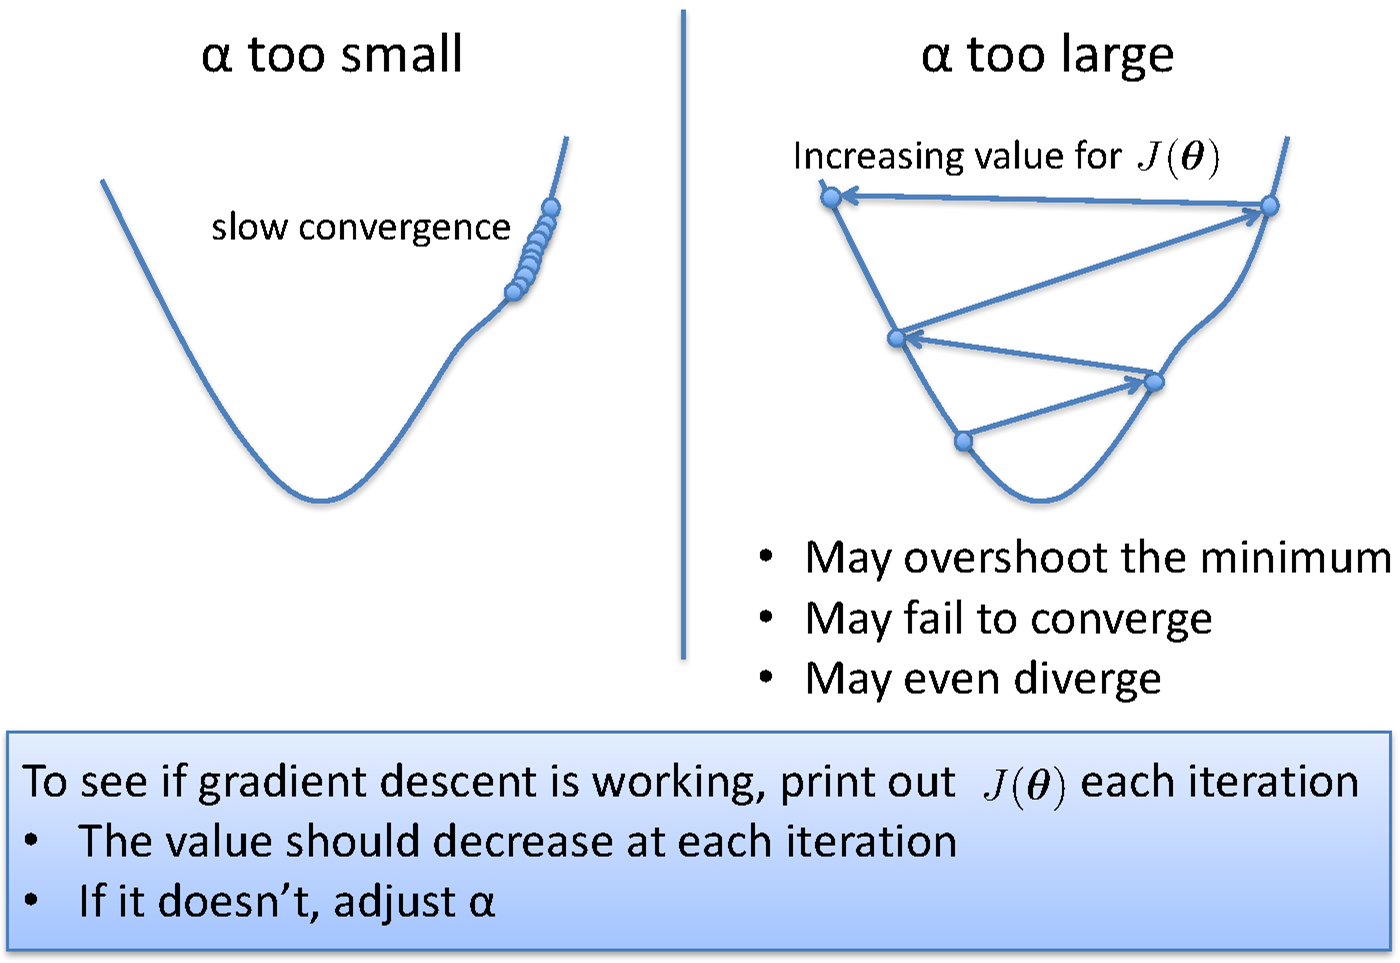 α too small
slow convergence
α too large
Increasing value for J(θ)
• May overshoot the minimum
• May fail to converge
• May even diverge
To see if gradient descent is working, print out J(θ) each iteration
• The value should decrease at each iteration
• If it doesn’t, adjust α